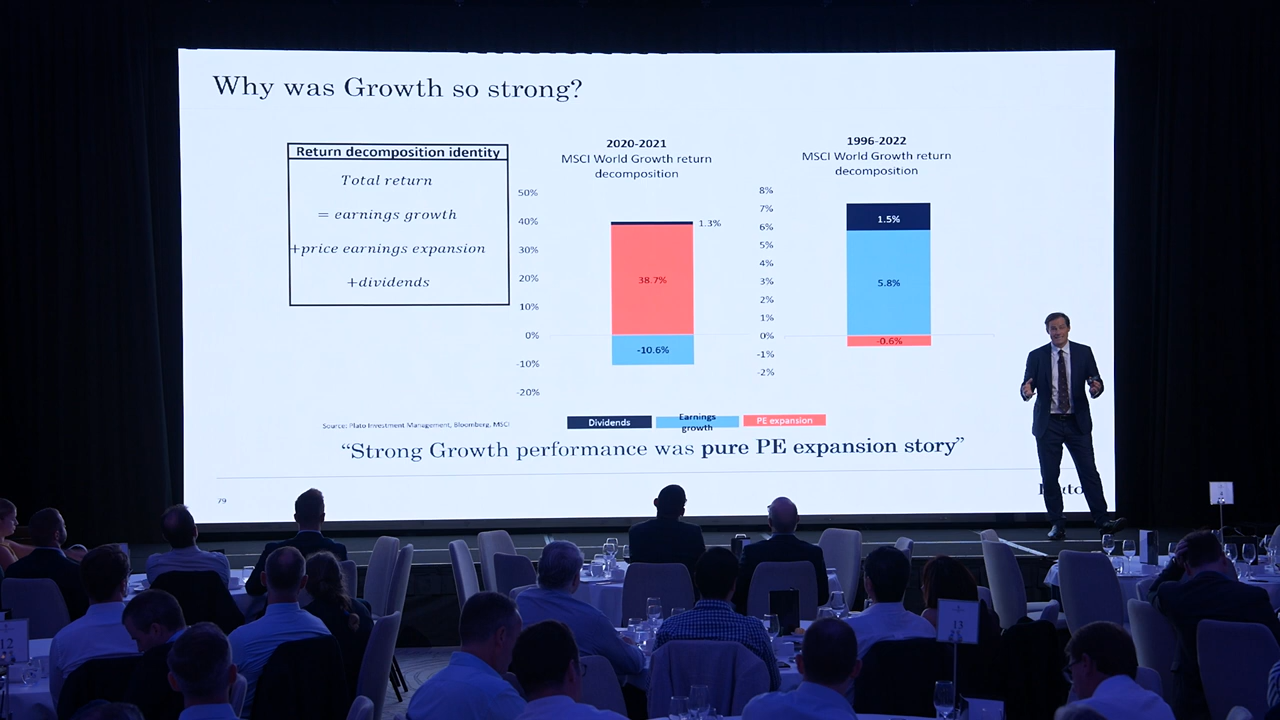 Why was Growth so strong?
Return decomposition identity
Total return
= earnings growth
+price earnings expansion
+dividends
2020-2021
MSCI World Growth return
decomposition
50%
40%
30%
20%
10%
0%
-10%
-20%
1.3%
38.7%
-10.6%
1996-2022
MSCI World Growth return
decomposition
8%
7%
6%
5%
4%
3%
2%
1%
0%
-1%
-2%
1.5%
5.8%
-0.6%
Dividends
Earnings
growth
PE expansion
Source: Plato Investment Management, Bloomberg, MSCI
“Strong Growth performance was pure PE expansion story”
79
12
13